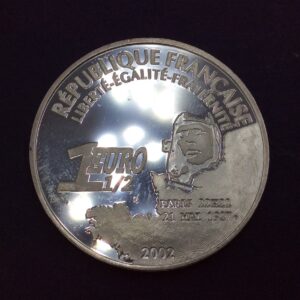 RÉPUBLIQUE FRANÇAISE
LIBERTÉ-ÉGALITÉ-FRATERNITÉ
1 EURO
1/2
PARIS
21 MAI 1927
2002